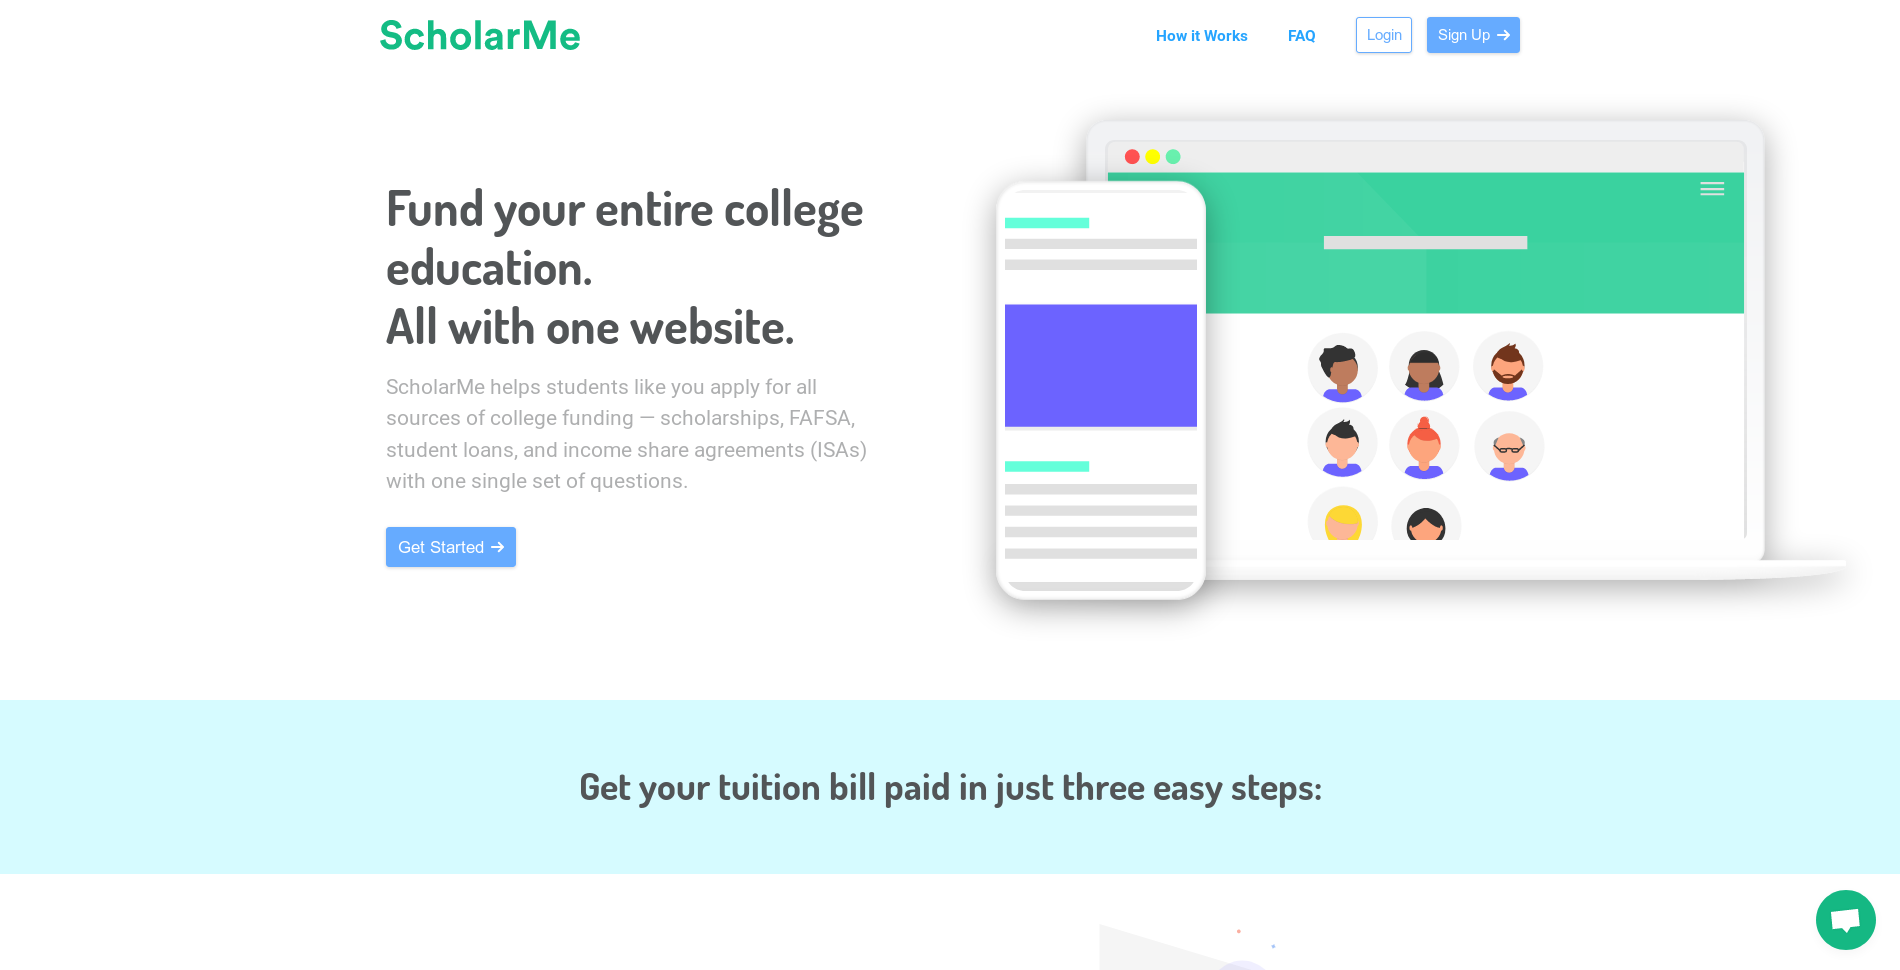 ScholarMe
How it Works
FAQ
Login
Sign Up
Fund your entire college
education.
All with one website.
ScholarMe helps students like you apply for all
sources of college funding — scholarships, FAFSA,
student loans, and income share agreements (ISAs)
with one single set of questions.
Get Started
Get your tuition bill paid in just three easy steps: